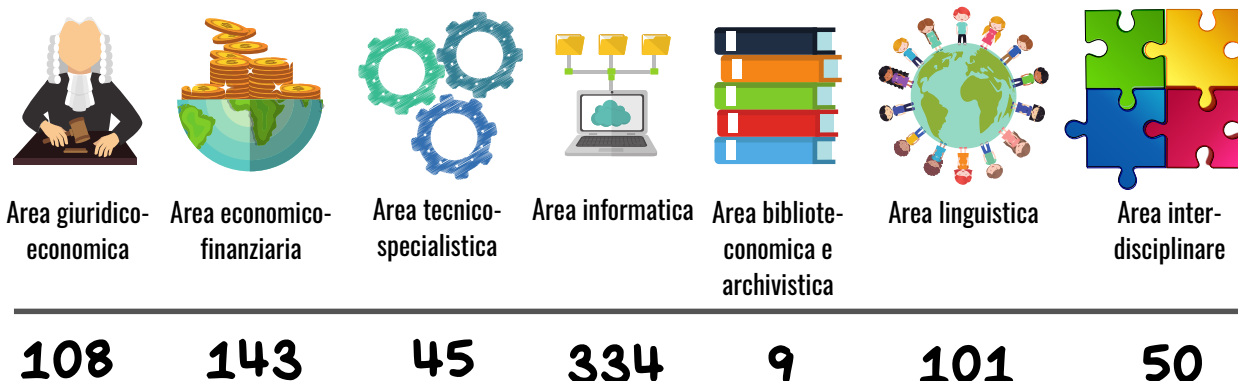 Area giuridico-
economica
Area economico-
finanziaria
Area tecnico-
specialistica
Area informatica
Area bibliote-
conomica e
archivistica
Area linguistica
Area inter-
disciplinare
108
143
45
334
9
101
50